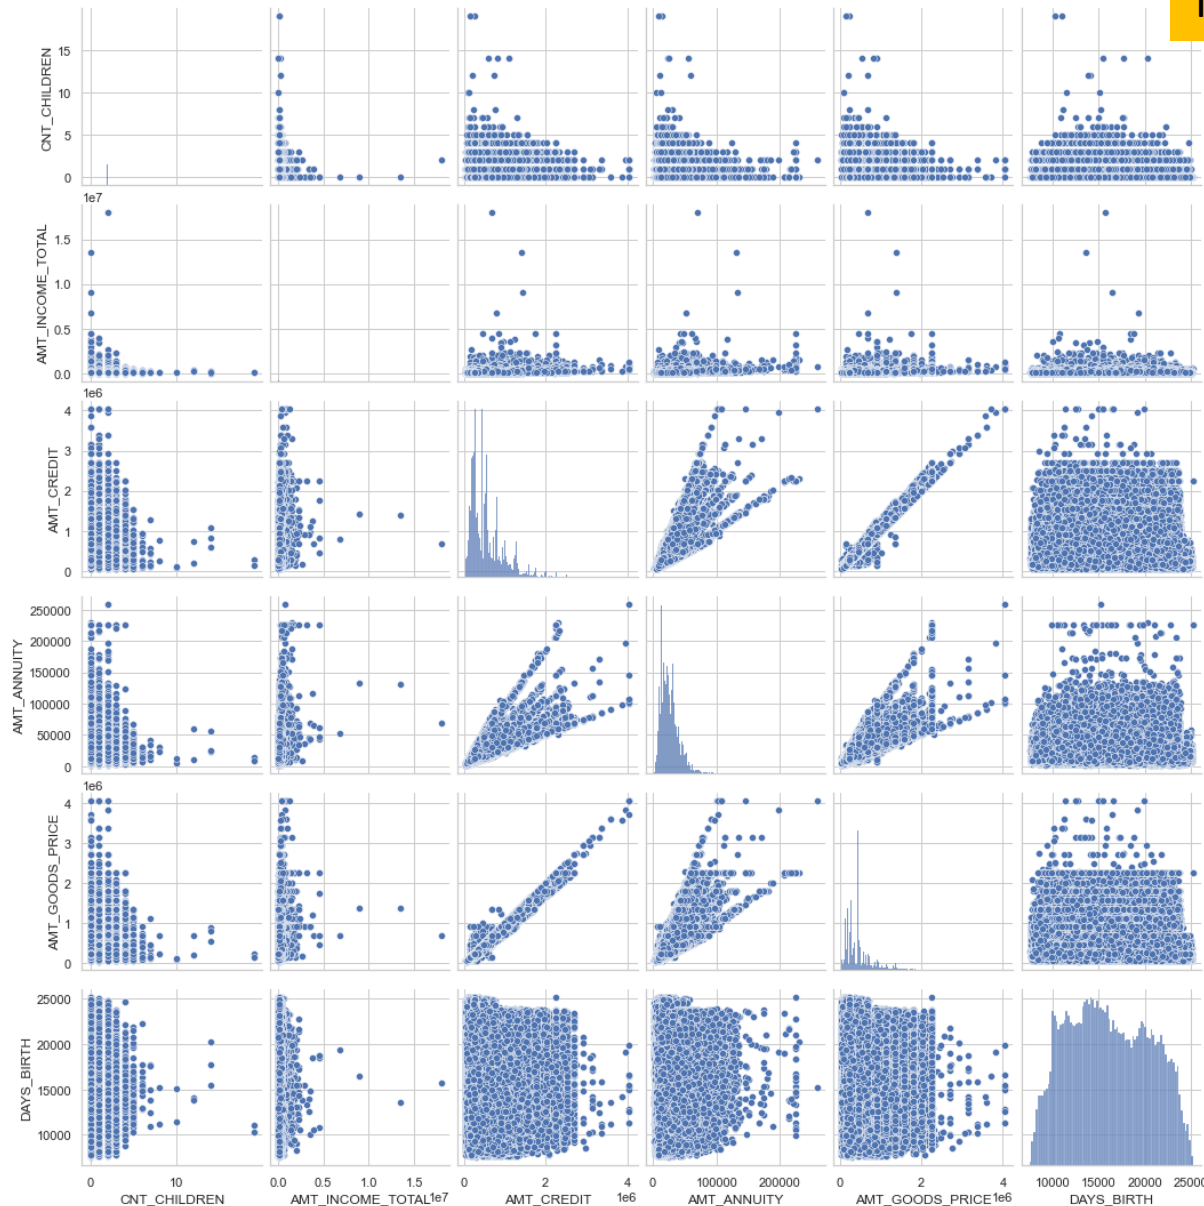 CNT_CHILDREN
15
10
5
0
1e7
AMT_INCOME_TOTAL
1.5
1.0
0.5
0.0
1e6
AMT_CREDIT
4
3
2
1
0
AMT_ANNUITY
250000
200000
150000
100000
50000
0
1e6
AMT_GOODS_PRICE
4
3
2
1
0
DAYS_BIRTH
25000
20000
15000
10000
0 10 0.0 0.5 1.0 1.5 0 2 4 0 100000 200000 0 2 4 10000 15000 20000 25000
CNT_CHILDREN AMT_INCOME_TOTAL 1e7 AMT_CREDIT 1e6 AMT_ANNUITY AMT_GOODS_PRICE 1e6 DAYS_BIRTH